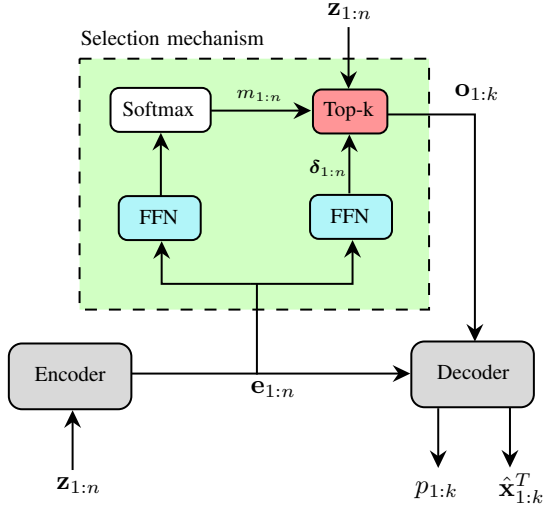 𝐳₁:ₙ
Selection mechanism
Softmax
m₁:ₙ
Top-k
𝐨₁:ₖ
𝜹₁:ₙ
FFN
FFN
Encoder
𝐞₁:ₙ
Decoder
𝐳₁:ₙ
p₁:ₖ
𝐱̂ᵀ₁:ₖ